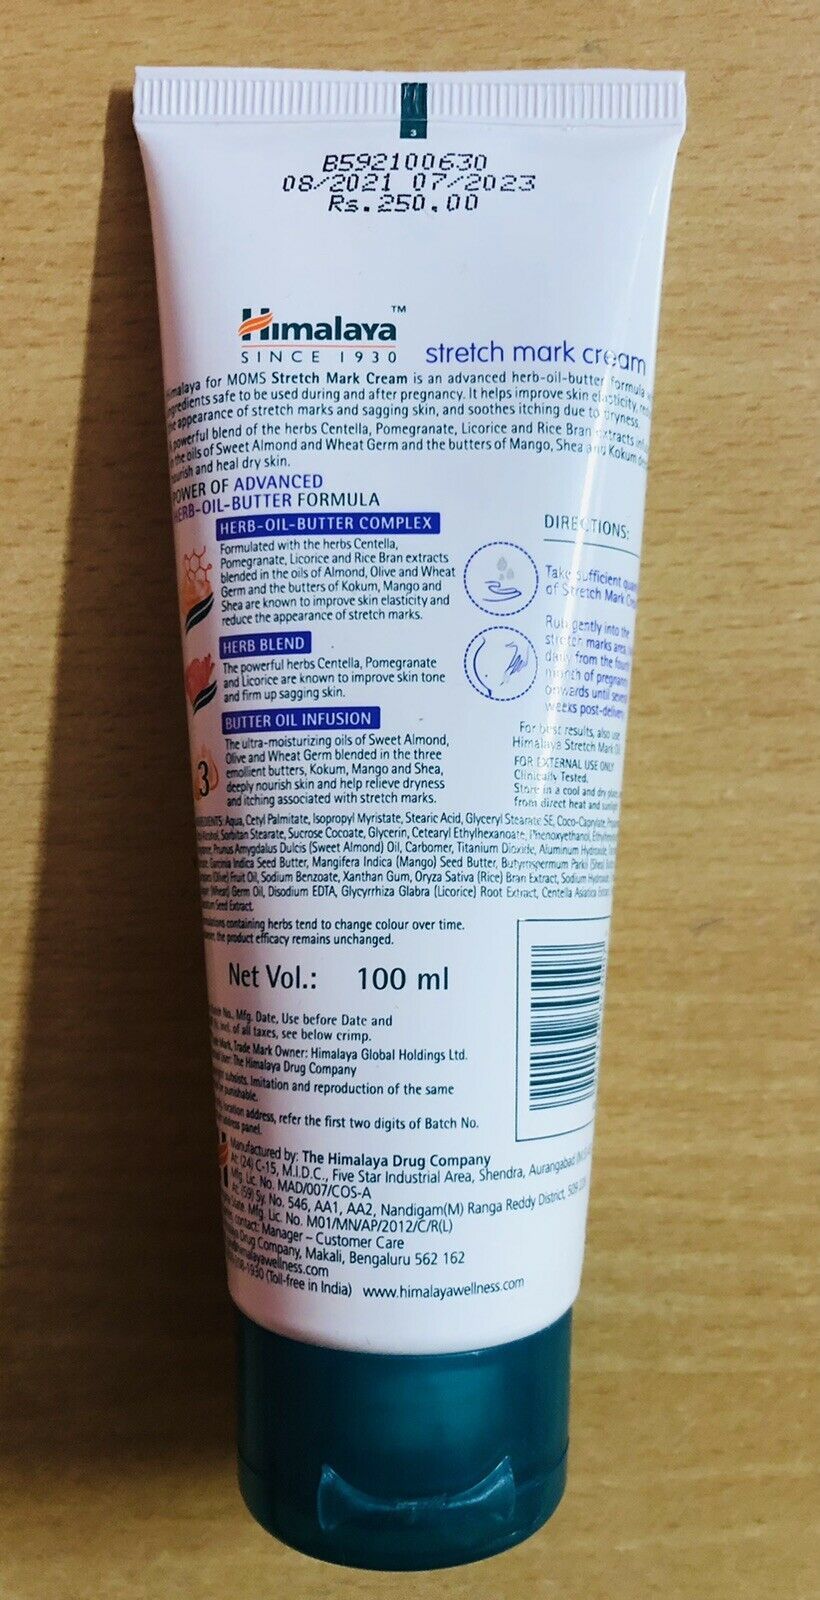 3
B592100630
08/2021 07/2023
Rs.250.00
Himalaya™
SINCE 1930
stretch mark cream
for MOMS Stretch Mark Cream is an advanced herb-oil-butter formula
safe to be used during and after pregnancy. It helps improve skin elasticity,
appearance of stretch marks and sagging skin, and soothes itching due to dryness.
powerful blend of the herbs Centella, Pomegranate, Licorice and Rice Bran extracts
the oils of Sweet Almond and Wheat Germ and the butters of Mango, Shea and Kokum
and heal dry skin.
POWER OF ADVANCED
HERB-OIL-BUTTER FORMULA
HERB-OIL-BUTTER COMPLEX
Formulated with the herbs Centella,
Pomegranate, Licorice and Rice Bran extracts
blended in the oils of Almond, Olive and Wheat
Germ and the butters of Kokum, Mango and
Shea are known to improve skin elasticity and
reduce the appearance of stretch marks.
HERB BLEND
The powerful herbs Centella, Pomegranate
and Licorice are known to improve skin tone
and firm up sagging skin.
BUTTER OIL INFUSION
The ultra-moisturizing oils of Sweet Almond,
Olive and Wheat Germ blended in the three
emollient butters, Kokum, Mango and Shea,
deeply nourish skin and help relieve dryness
and itching associated with stretch marks.
3
DIRECTIONS:
Take sufficient
of Stretch Mark
Rub gently into the
stretch marks area
daily from the fourth
month of pregnancy
onwards until several
weeks post-delivery
For best results, also use
Himalaya Stretch Mark Oil
FOR EXTERNAL USE ONLY
Clinically Tested.
Store in a cool and dry place,
from direct heat and
Aqua, Cetyl Palmitate, Isopropyl Myristate, Stearic Acid, Glyceryl Stearate SE, Coco-Caprylate,
Sorbitan Stearate, Sucrose Cocoate, Glycerin, Cetearyl Ethylhexanoate, Phenoxyethanol,
Prunus Amygdalus Dulcis (Sweet Almond) Oil, Carbomer, Titanium Dioxide, Aluminum Hydroxide,
Garcinia Indica Seed Butter, Mangifera Indica (Mango) Seed Butter, Butyrospermum Parkii (Shea)
(Olive) Fruit Oil, Sodium Benzoate, Xanthan Gum, Oryza Sativa (Rice) Bran Extract, Sodium Hydroxide,
Germ Oil, Disodium EDTA, Glycyrrhiza Glabra (Licorice) Root Extract, Centella Asiatica
Seed Extract.
containing herbs tend to change colour over time.
the product efficacy remains unchanged.
Net Vol.: 100 ml
No., Mfg. Date, Use before Date and
incl. of all taxes, see below crimp.
Mark, Trade Mark Owner: Himalaya Global Holdings Ltd.
The Himalaya Drug Company
subsists. Imitation and reproduction of the same
punishable.
location address, refer the first two digits of Batch No.
address panel.
Manufactured by: The Himalaya Drug Company
At: (24) C-15, M.I.D.C., Five Star Industrial Area, Shendra, Aurangabad
Mfg. Lic. No. MAD/007/COS-A
At: (59) Sy. No. 546, AA1, AA2, Nandigam(M) Ranga Reddy District,
State. Mfg. Lic. No. M01/MN/AP/2012/C/R(L)
contact: Manager – Customer Care
Drug Company, Makali, Bengaluru 562 162
himalayawellness.com
(Toll-free in India) www.himalayawellness.com